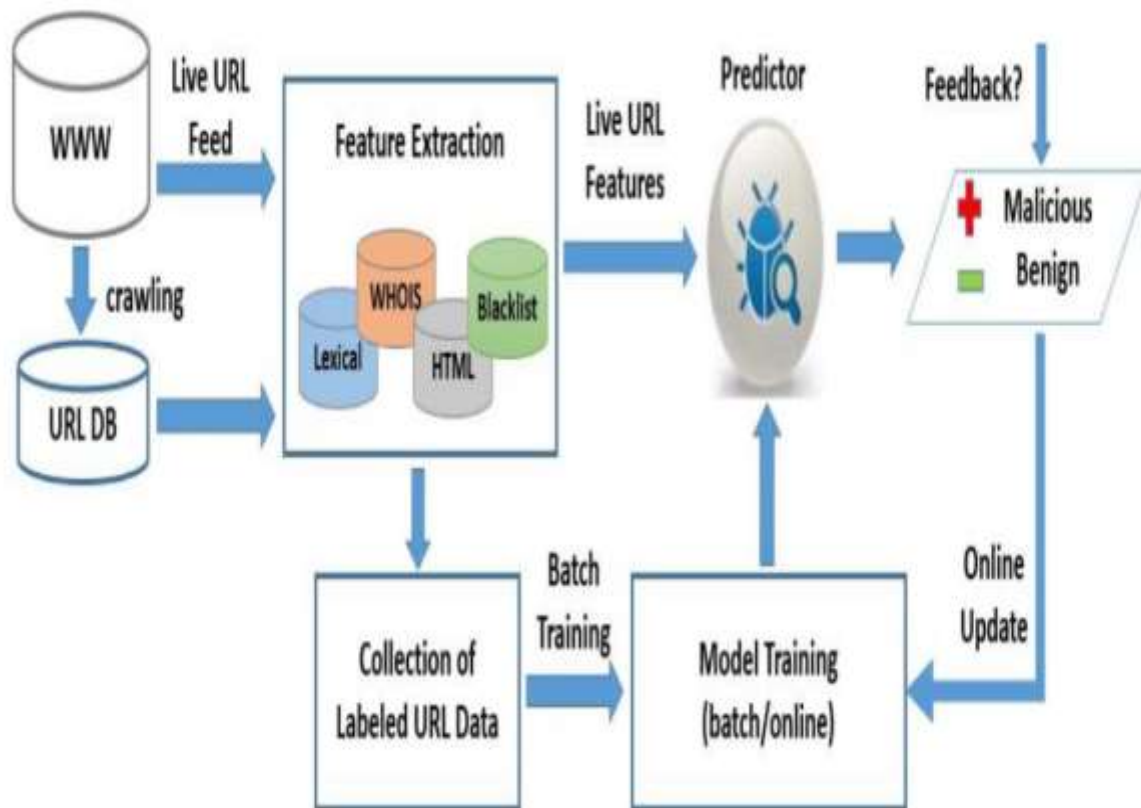 WWW
Live URL
Feed
crawling
URL DB
Feature Extraction
Lexical
WHOIS
HTML
Blacklist
Live URL
Features
Predictor
Feedback?
Malicious
Benign
Collection of
Labeled URL Data
Batch
Training
Model Training
(batch/online)
Online
Update